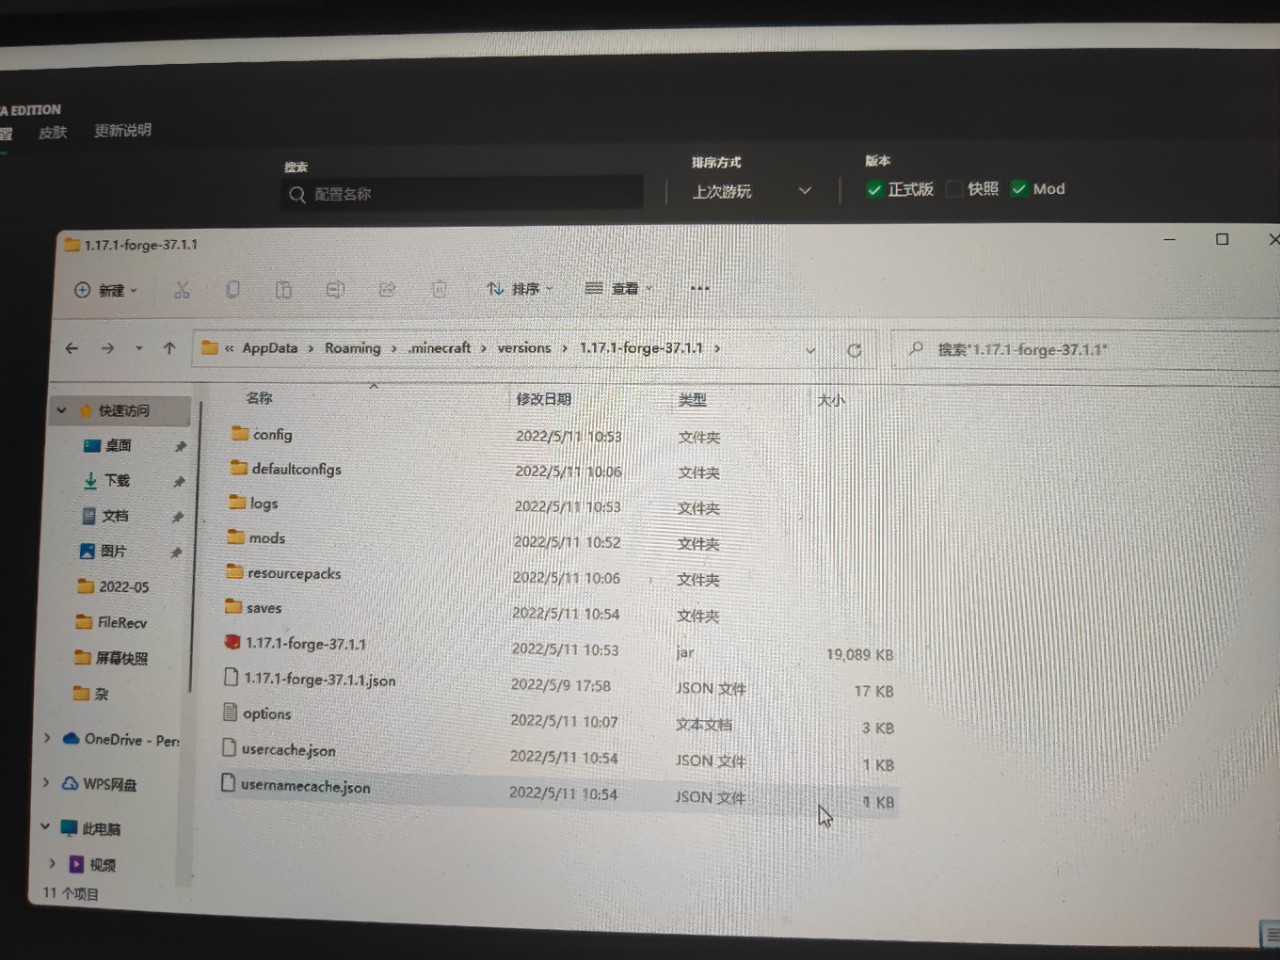 A EDITION
置 皮肤 更新说明
搜索 排序方式 版本
配置名称 上次游玩 正式版 快照 Mod
1.17.1-forge-37.1.1
新建 排序 查看 ...
« AppData > Roaming > .minecraft > versions > 1.17.1-forge-37.1.1 > 搜索"1.17.1-forge-37.1.1"
名称 修改日期 类型 大小
快速访问
桌面
下载
文档
图片
2022-05
FileRecv
屏幕快照
杂
OneDrive - Pers
WPS网盘
此电脑
视频
config 2022/5/11 10:53 文件夹
defaultconfigs 2022/5/11 10:06 文件夹
logs 2022/5/11 10:53 文件夹
mods 2022/5/11 10:52 文件夹
resourcepacks 2022/5/11 10:06 文件夹
saves 2022/5/11 10:54 文件夹
1.17.1-forge-37.1.1 2022/5/11 10:53 jar 19,089 KB
1.17.1-forge-37.1.1.json 2022/5/9 17:58 JSON 文件 17 KB
options 2022/5/11 10:07 文本文档 3 KB
usercache.json 2022/5/11 10:54 JSON 文件 1 KB
usernamecache.json 2022/5/11 10:54 JSON 文件 1 KB
11 个项目